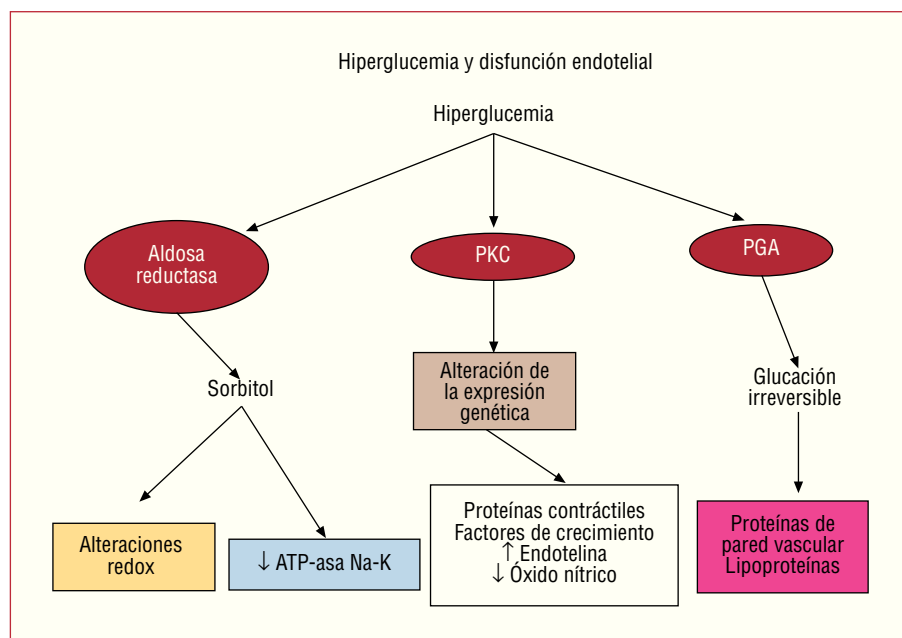 Hiperglucemia y disfunción endotelial
Hiperglucemia
Aldosa
reductasa
PKC
PGA
Sorbitol
Alteración de
la expresión
genética
Glucación
irreversible
Alteraciones
redox
↓ ATP-asa Na-K
Proteínas contráctiles
Factores de crecimiento
↑ Endotelina
↓ Óxido nítrico
Proteínas de
pared vascular
Lipoproteínas